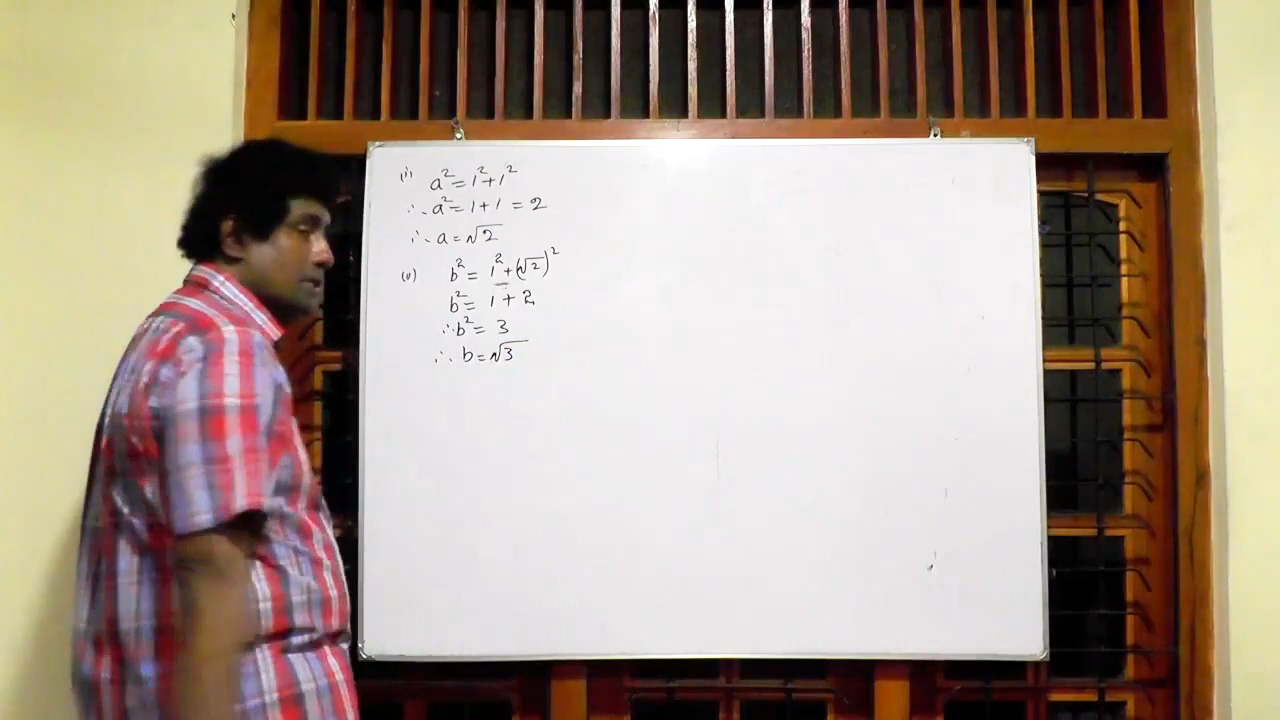 (i) a² = 1² + 1²
∴ a² = 1 + 1 = 2
∴ a = √2
(ii) b² = 1² + (√2)²
b² = 1 + 2
∴ b² = 3
∴ b = √3